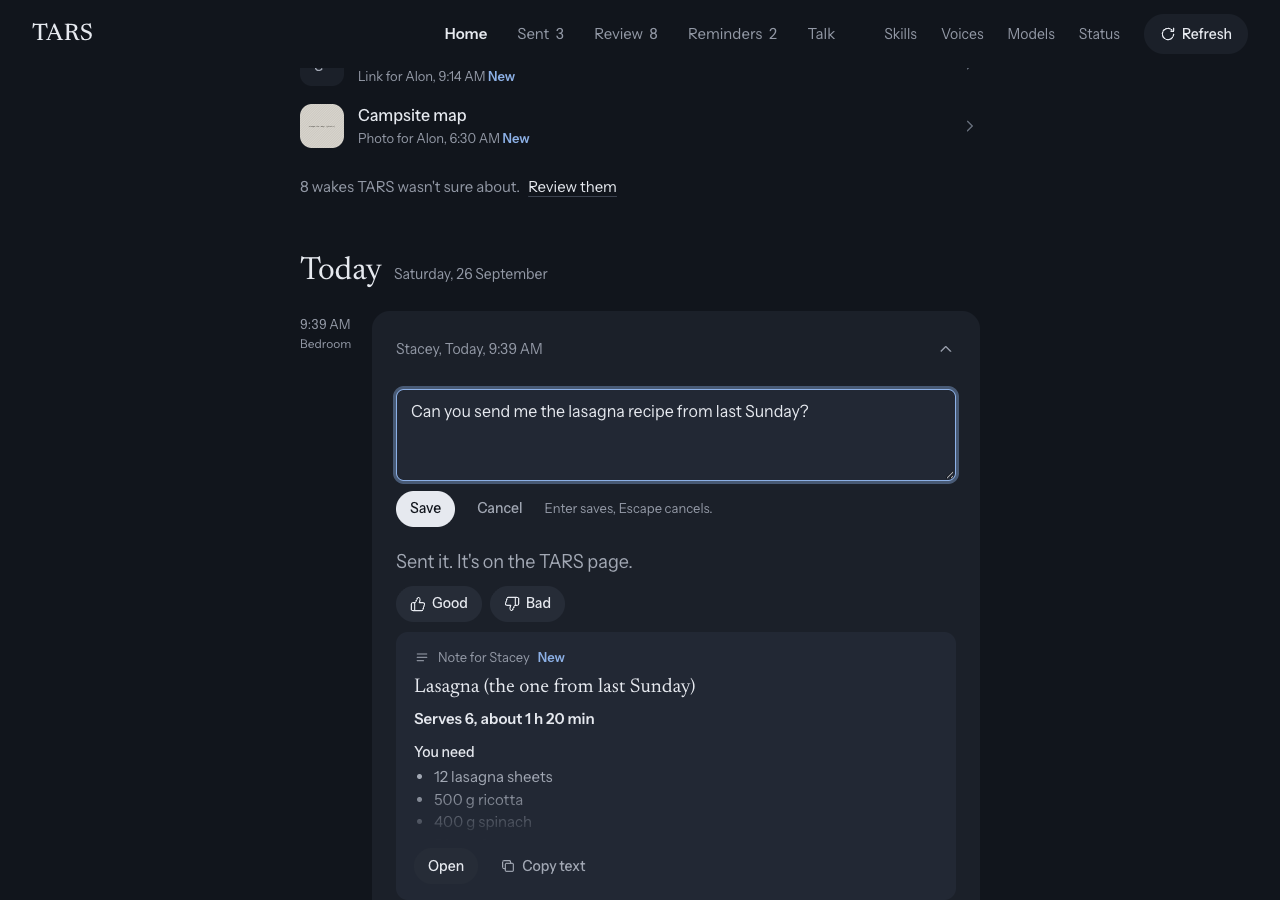 TARS
Home Sent 3 Review 8 Reminders 2 Talk Skills Voices Models Status Refresh
Link for Alon, 9:14 AM New
Campsite map
Photo for Alon, 6:30 AM New
8 wakes TARS wasn't sure about. Review them
Today Saturday, 26 September
9:39 AM
Bedroom
Stacey, Today, 9:39 AM
Can you send me the lasagna recipe from last Sunday?
Save Cancel Enter saves, Escape cancels.
Sent it. It's on the TARS page.
Good Bad
Note for Stacey New
Lasagna (the one from last Sunday)
Serves 6, about 1 h 20 min
You need
• 12 lasagna sheets
• 500 g ricotta
• 400 g spinach
Open Copy text